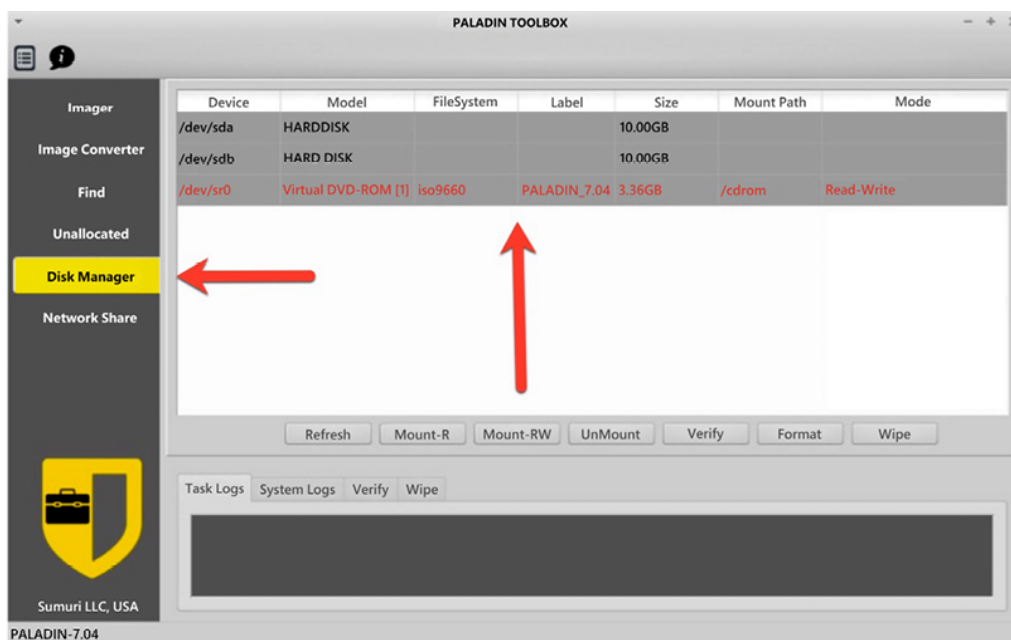 PALADIN TOOLBOX
Imager
Image Converter
Find
Unallocated
Disk Manager
Network Share
Device Model FileSystem Label Size Mount Path Mode
/dev/sda HARDDISK 10.00GB
/dev/sdb HARD DISK 10.00GB
/dev/sr0 Virtual DVD-ROM [1] iso9660 PALADIN_7.04 3.36GB /cdrom Read-Write
Refresh Mount-R Mount-RW UnMount Verify Format Wipe
Task Logs System Logs Verify Wipe
Sumuri LLC, USA
PALADIN-7.04